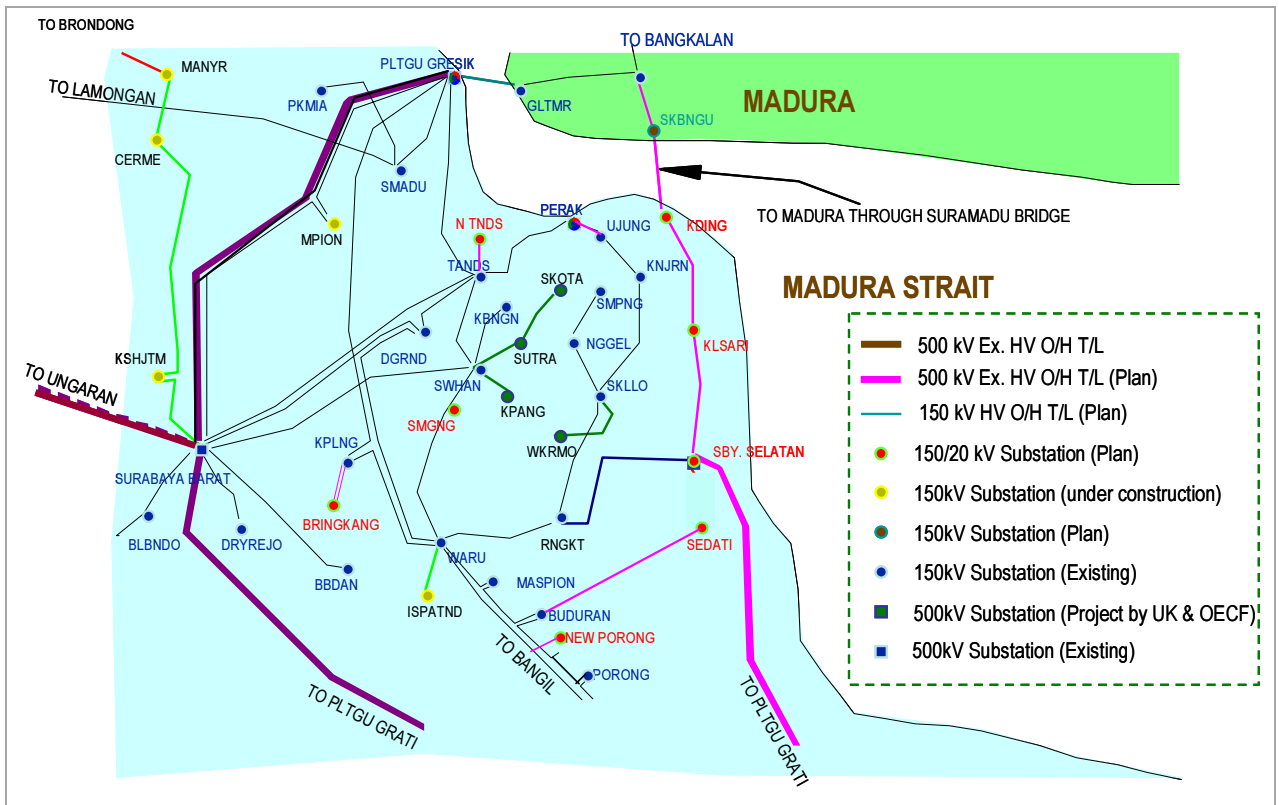 TO BRONDONG
MANYR
TO LAMONGAN
PKMIA
PLTGU GRESIK
TO BANGKALAN
GLTMR
MADURA
SKBNGU
CERME
SMADU
TO MADURA THROUGH SURAMADU BRIDGE
MPION
N TNDS
PERAK
UJUNG
KDING
TANDS
SKOTA
KNJRN
MADURA STRAIT
SMPNG
KBNGN
DGRND
SUTRA
NGGEL
KLSARI
KSHJTM
TO UNGARAN
SWHAN
SKLLO
KPANG
SMGNG
WKRMO
KPLNG
SBY. SELATAN
SURABAYA BARAT
BRINGKANG
BLBNDO
DRYREJO
RNGKT
SEDATI
WARU
BBDAN
MASPION
ISPATND
BUDURAN
NEW PORONG
TO BANGIL
PORONG
TO PLTGU GRATI
TO PLTGU GRATI
500 kV Ex. HV O/H T/L
500 kV Ex. HV O/H T/L (Plan)
150 kV HV O/H T/L (Plan)
150/20 kV Substation (Plan)
150kV Substation (under construction)
150kV Substation (Plan)
150kV Substation (Existing)
500kV Substation (Project by UK & OECF)
500kV Substation (Existing)